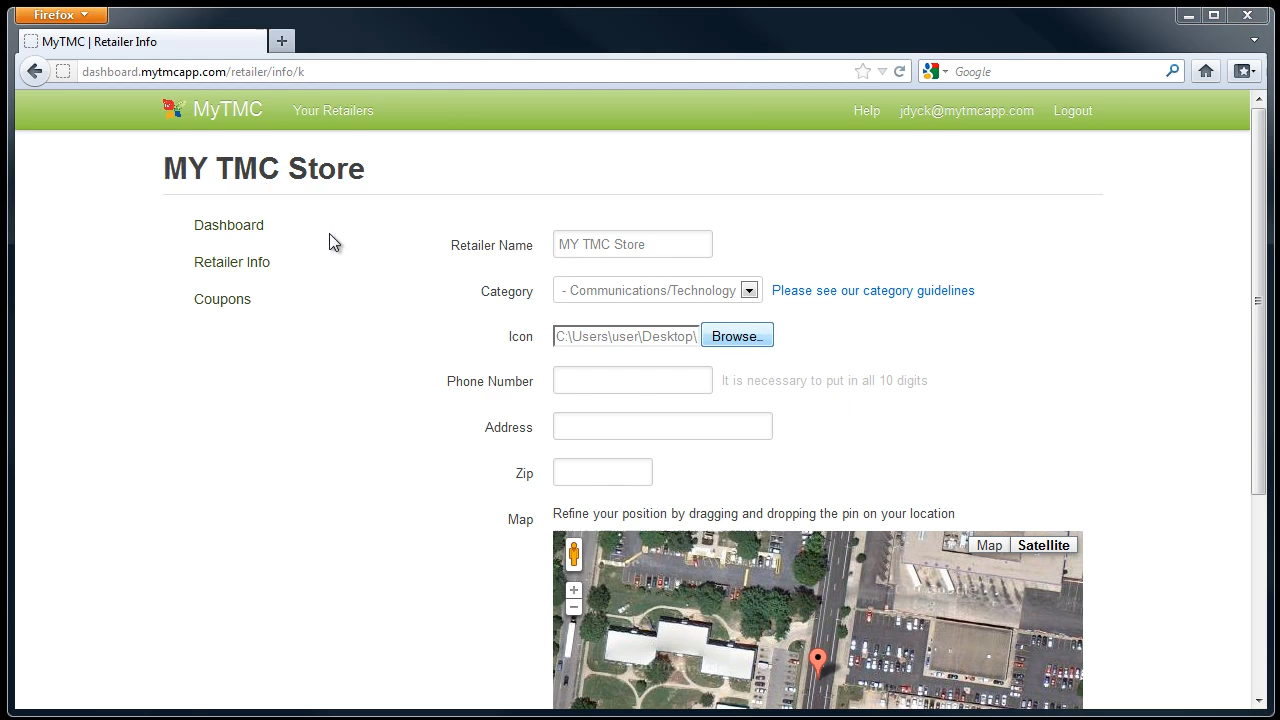 Firefox
MyTMC | Retailer Info
dashboard.mytmcapp.com/retailer/info/k
Google
MyTMC
Your Retailers
Help
jdyck@mytmcapp.com
Logout
MY TMC Store
Dashboard
Retailer Info
Coupons
Retailer Name
MY TMC Store
Category
- Communications/Technology
Please see our category guidelines
Icon
C:\Users\user\Desktop\
Browse...
Phone Number
It is necessary to put in all 10 digits
Address
Zip
Map
Refine your position by dragging and dropping the pin on your location
Map
Satellite